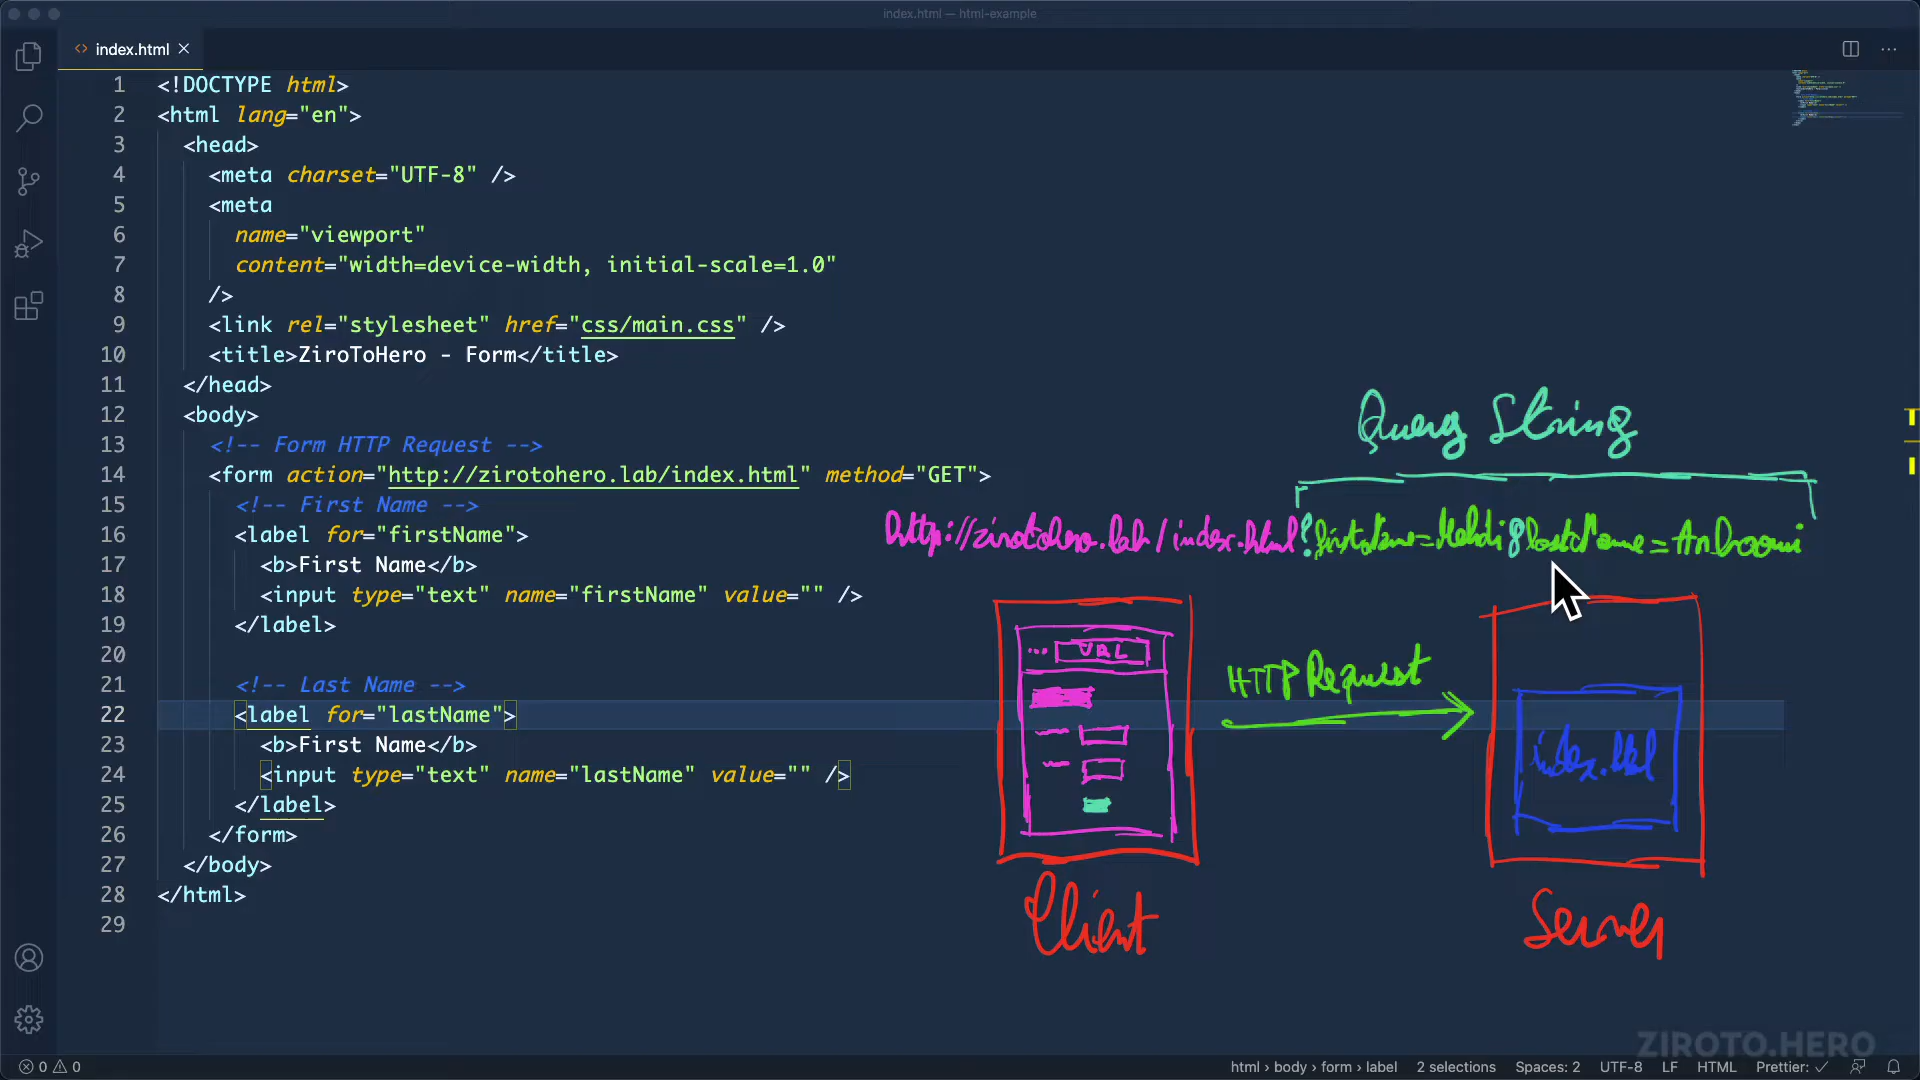 index.html — html-example
<> index.html ×
1 <!DOCTYPE html>
2 <html lang="en">
3 <head>
4 <meta charset="UTF-8" />
5 <meta
6 name="viewport"
7 content="width=device-width, initial-scale=1.0"
8 />
9 <link rel="stylesheet" href="css/main.css" />
10 <title>ZiroToHero - Form</title>
11 </head>
12 <body>
13 <!-- Form HTTP Request -->
14 <form action="http://zirotohero.lab/index.html" method="GET">
15 <!-- First Name -->
16 <label for="firstName">
17 <b>First Name</b>
18 <input type="text" name="firstName" value="" />
19 </label>
20
21 <!-- Last Name -->
22 <label for="lastName">
23 <b>First Name</b>
24 <input type="text" name="lastName" value="" />
25 </label>
26 </form>
27 </body>
28 </html>
29
Query String
http://zirotohero.lab/index.html?firstName=Mehdi&lastName=
URL
HTTP Request
index.html
Client
Server
ZIROTO.HERO
0 0
html › body › form › label 2 selections Spaces: 2 UTF-8 LF HTML Prettier: ✓